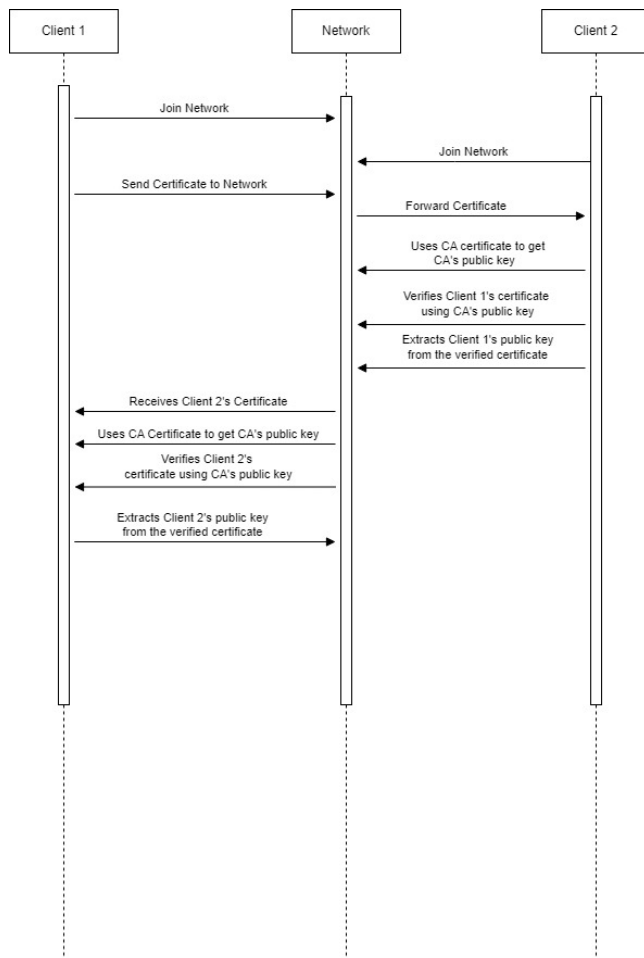 Client 1
Network
Client 2
Join Network
Join Network
Send Certificate to Network
Forward Certificate
Uses CA certificate to get
CA's public key
Verifies Client 1's certificate
using CA's public key
Extracts Client 1's public key
from the verified certificate
Receives Client 2's Certificate
Uses CA Certificate to get CA's public key
Verifies Client 2's
certificate using CA's public key
Extracts Client 2's public key
from the verified certificate